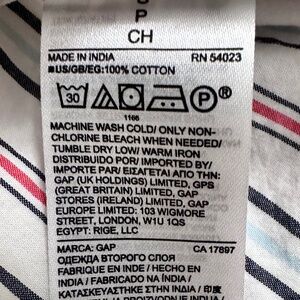 P
CH
MADE IN INDIA RN 54023
■US/GB/EG:100% COTTON
30 P
1166
MACHINE WASH COLD/ ONLY NON-
CHLORINE BLEACH WHEN NEEDED/
TUMBLE DRY LOW/ WARM IRON
DISTRIBUIDO POR/ IMPORTED BY/
IMPORTE PAR/ ΕΙΣΑΓΕΤΑΙ ΑΠΟ ΤΗΝ:
GAP (UK HOLDINGS) LIMITED, GPS
(GREAT BRITAIN) LIMITED, GAP
STORES (IRELAND) LIMITED, GAP
EUROPE LIMITED: 103 WIGMORE
STREET, LONDON, W1U 1QS
EGYPT: RIGE, LLC
MARCA: GAP CA 17897
ОДЕЖДА ВТОРОГО СЛОЯ
FABRIQUE EN INDE / HECHO EN
INDIA / FABRICADO NA ÍNDIA /
ΚΑΤΑΣΚΕΥΑΣΤΗΚΕ ΣΤΗΝ ΙΝΔΙΑ /